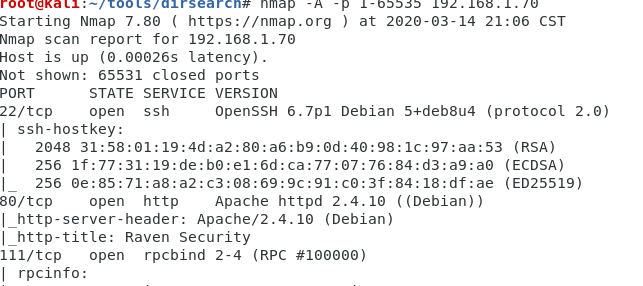 root@kali:~/tools/dirsearch# nmap -A -p 1-65535 192.168.1.70
Starting Nmap 7.80 ( https://nmap.org ) at 2020-03-14 21:06 CST
Nmap scan report for 192.168.1.70
Host is up (0.00026s latency).
Not shown: 65531 closed ports
PORT      STATE SERVICE VERSION
22/tcp    open  ssh     OpenSSH 6.7p1 Debian 5+deb8u4 (protocol 2.0)
| ssh-hostkey:
|   2048 31:58:01:19:4d:a2:80:a6:b9:0d:40:98:1c:97:aa:53 (RSA)
|   256 1f:77:31:19:de:b0:e1:6d:ca:77:07:76:84:d3:a9:a0 (ECDSA)
|_  256 0e:85:71:a8:a2:c3:08:69:9c:91:c0:3f:84:18:df:ae (ED25519)
80/tcp    open  http    Apache httpd 2.4.10 ((Debian))
|_http-server-header: Apache/2.4.10 (Debian)
|_http-title: Raven Security
111/tcp   open  rpcbind 2-4 (RPC #100000)
| rpcinfo: